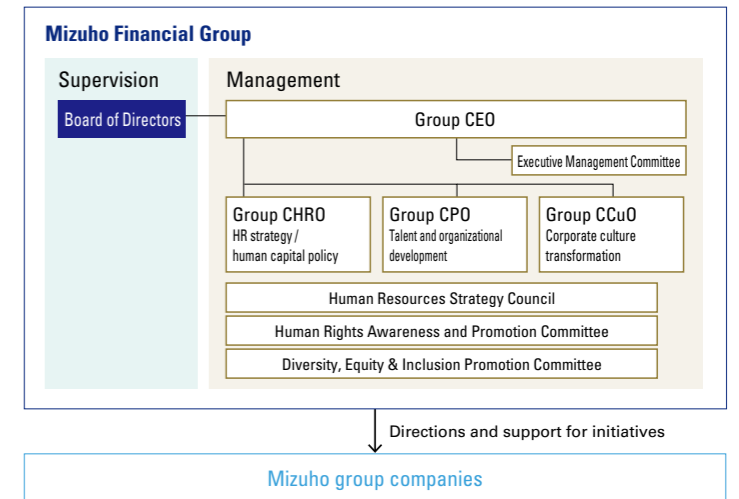 Mizuho Financial Group
Supervision
Management
Board of Directors
Group CEO
Executive Management Committee
Group CHRO
HR strategy /
human capital policy
Group CPO
Talent and organizational
development
Group CCuO
Corporate culture
transformation
Human Resources Strategy Council
Human Rights Awareness and Promotion Committee
Diversity, Equity & Inclusion Promotion Committee
Directions and support for initiatives
Mizuho group companies